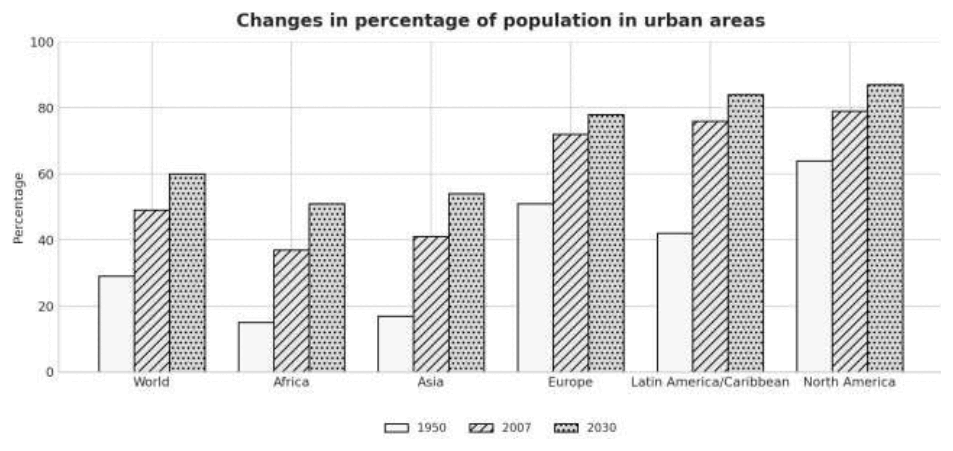 Changes in percentage of population in urban areas
100
80
60
40
20
0
Percentage
World Africa Asia Europe Latin America/Caribbean North America
1950 2007 2030